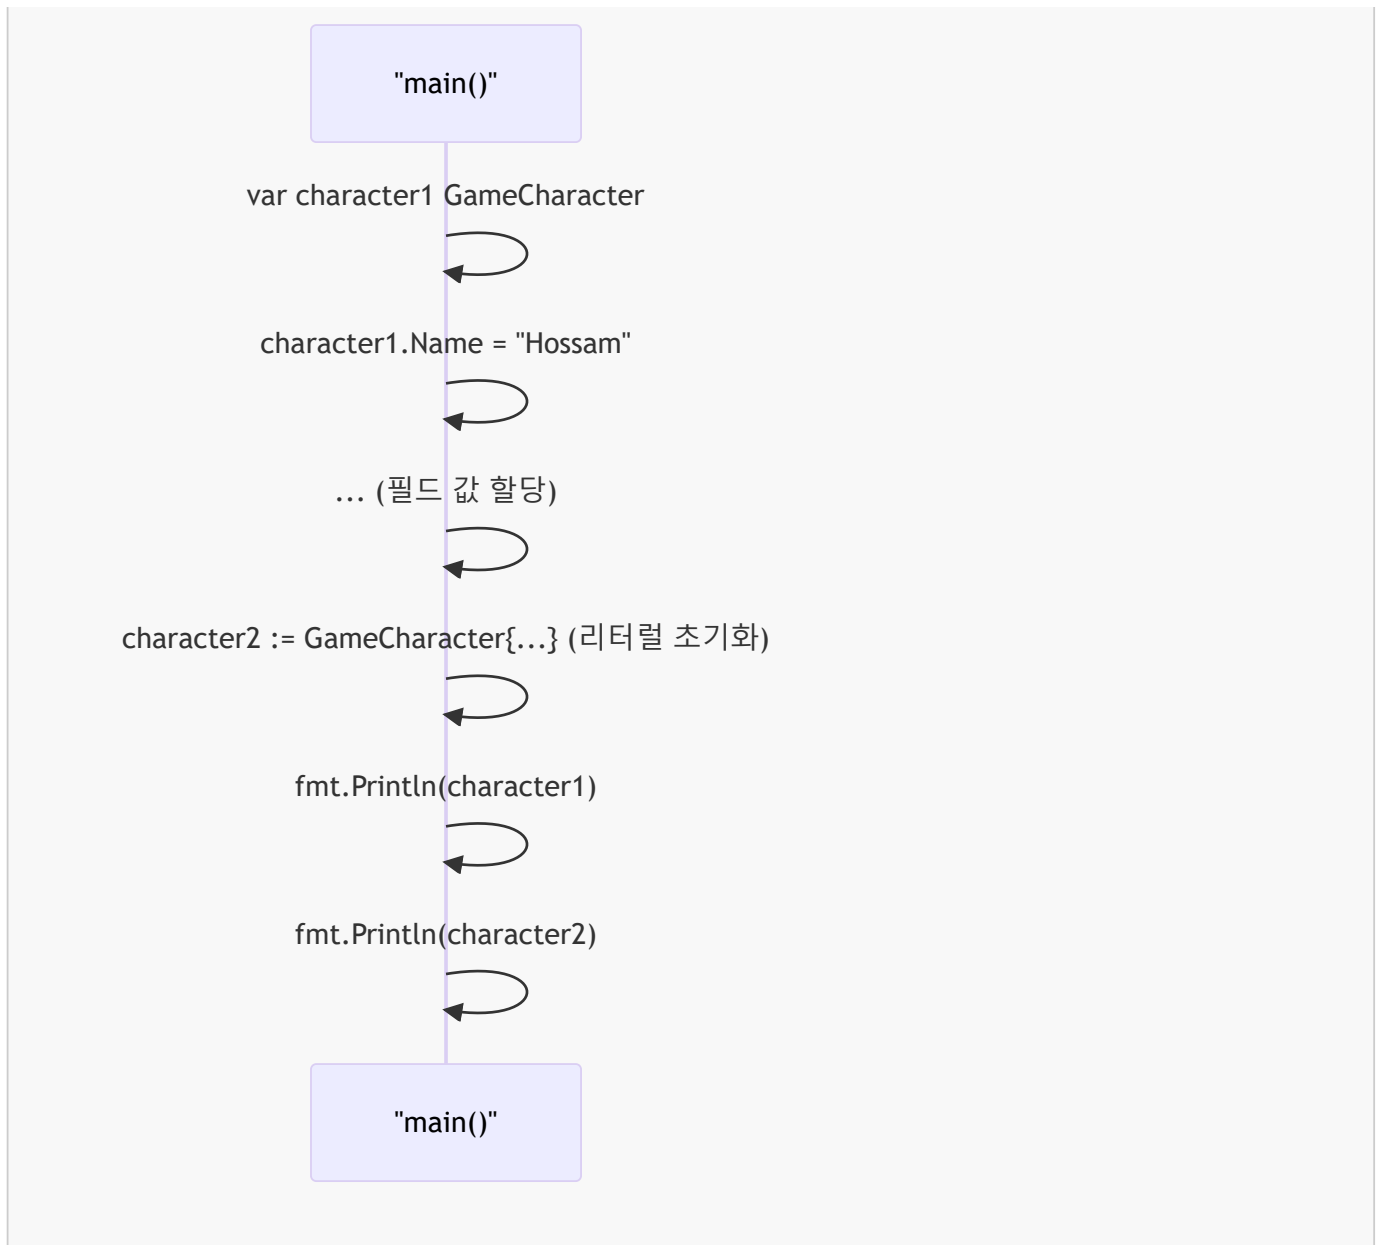 "main()"
var character1 GameCharacter
character1.Name = "Hossam"
... (필드 값 할당)
character2 := GameCharacter{...} (리터럴 초기화)
fmt.Println(character1)
fmt.Println(character2)
"main()"